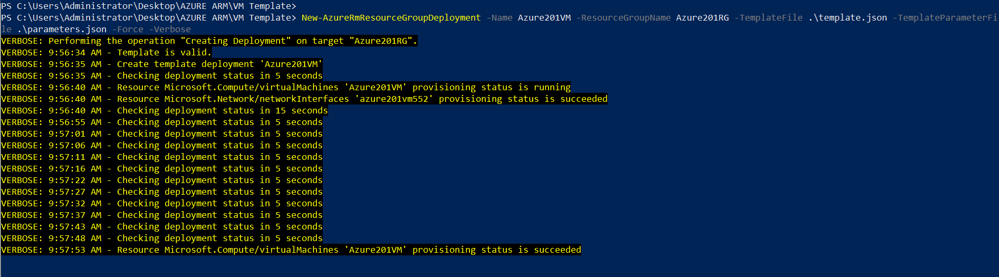 PS C:\Users\Administrator\Desktop\AZURE ARM\VM Template>
PS C:\Users\Administrator\Desktop\AZURE ARM\VM Template> New-AzureRmResourceGroupDeployment -Name Azure201VM -ResourceGroupName Azure201RG -TemplateFile .\template.json -TemplateParameterFi
le .\parameters.json -Force -Verbose
VERBOSE: Performing the operation "Creating Deployment" on target "Azure201RG".
VERBOSE: 9:56:34 AM - Template is valid.
VERBOSE: 9:56:35 AM - Create template deployment 'Azure201VM'
VERBOSE: 9:56:35 AM - Checking deployment status in 5 seconds
VERBOSE: 9:56:40 AM - Resource Microsoft.Compute/virtualMachines 'Azure201VM' provisioning status is running
VERBOSE: 9:56:40 AM - Resource Microsoft.Network/networkInterfaces 'azure201vm552' provisioning status is succeeded
VERBOSE: 9:56:40 AM - Checking deployment status in 15 seconds
VERBOSE: 9:56:55 AM - Checking deployment status in 5 seconds
VERBOSE: 9:57:01 AM - Checking deployment status in 5 seconds
VERBOSE: 9:57:06 AM - Checking deployment status in 5 seconds
VERBOSE: 9:57:11 AM - Checking deployment status in 5 seconds
VERBOSE: 9:57:16 AM - Checking deployment status in 5 seconds
VERBOSE: 9:57:22 AM - Checking deployment status in 5 seconds
VERBOSE: 9:57:27 AM - Checking deployment status in 5 seconds
VERBOSE: 9:57:32 AM - Checking deployment status in 5 seconds
VERBOSE: 9:57:37 AM - Checking deployment status in 5 seconds
VERBOSE: 9:57:43 AM - Checking deployment status in 5 seconds
VERBOSE: 9:57:48 AM - Checking deployment status in 5 seconds
VERBOSE: 9:57:53 AM - Resource Microsoft.Compute/virtualMachines 'Azure201VM' provisioning status is succeeded